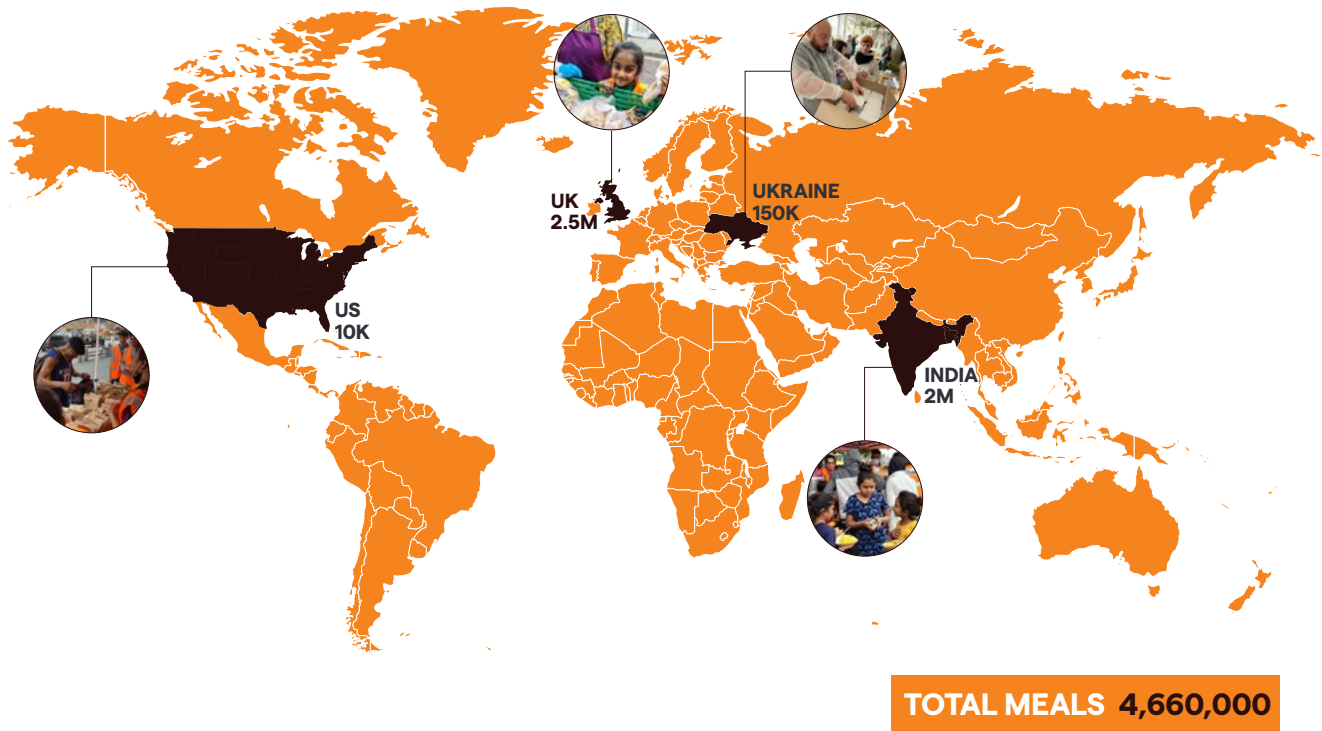 UK
2.5M
UKRAINE
150K
US
10K
INDIA
2M
TOTAL MEALS 4,660,000